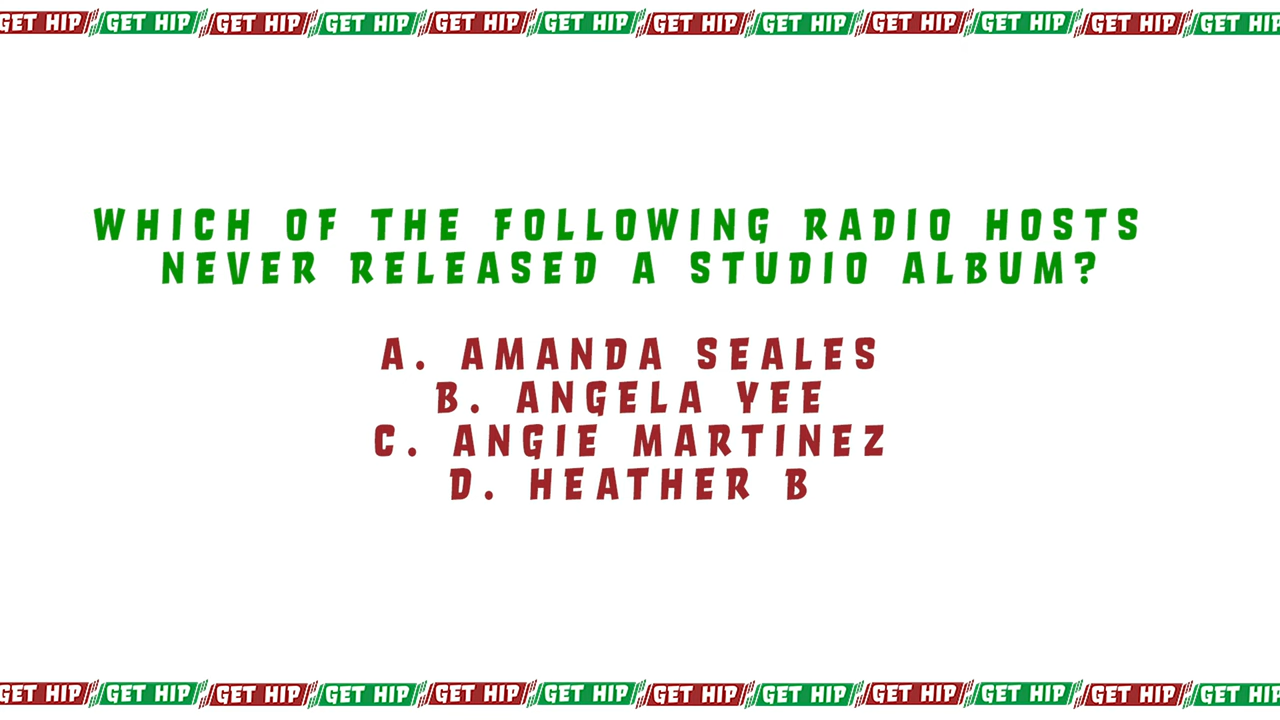 GET HIP GET HIP GET HIP GET HIP GET HIP GET HIP GET HIP GET HIP GET HIP GET HIP GET HIP GET HIP
WHICH OF THE FOLLOWING RADIO HOSTS
NEVER RELEASED A STUDIO ALBUM?
A. AMANDA SEALES
B. ANGELA YEE
C. ANGIE MARTINEZ
D. HEATHER B
GET HIP GET HIP GET HIP GET HIP GET HIP GET HIP GET HIP GET HIP GET HIP GET HIP GET HIP GET HIP